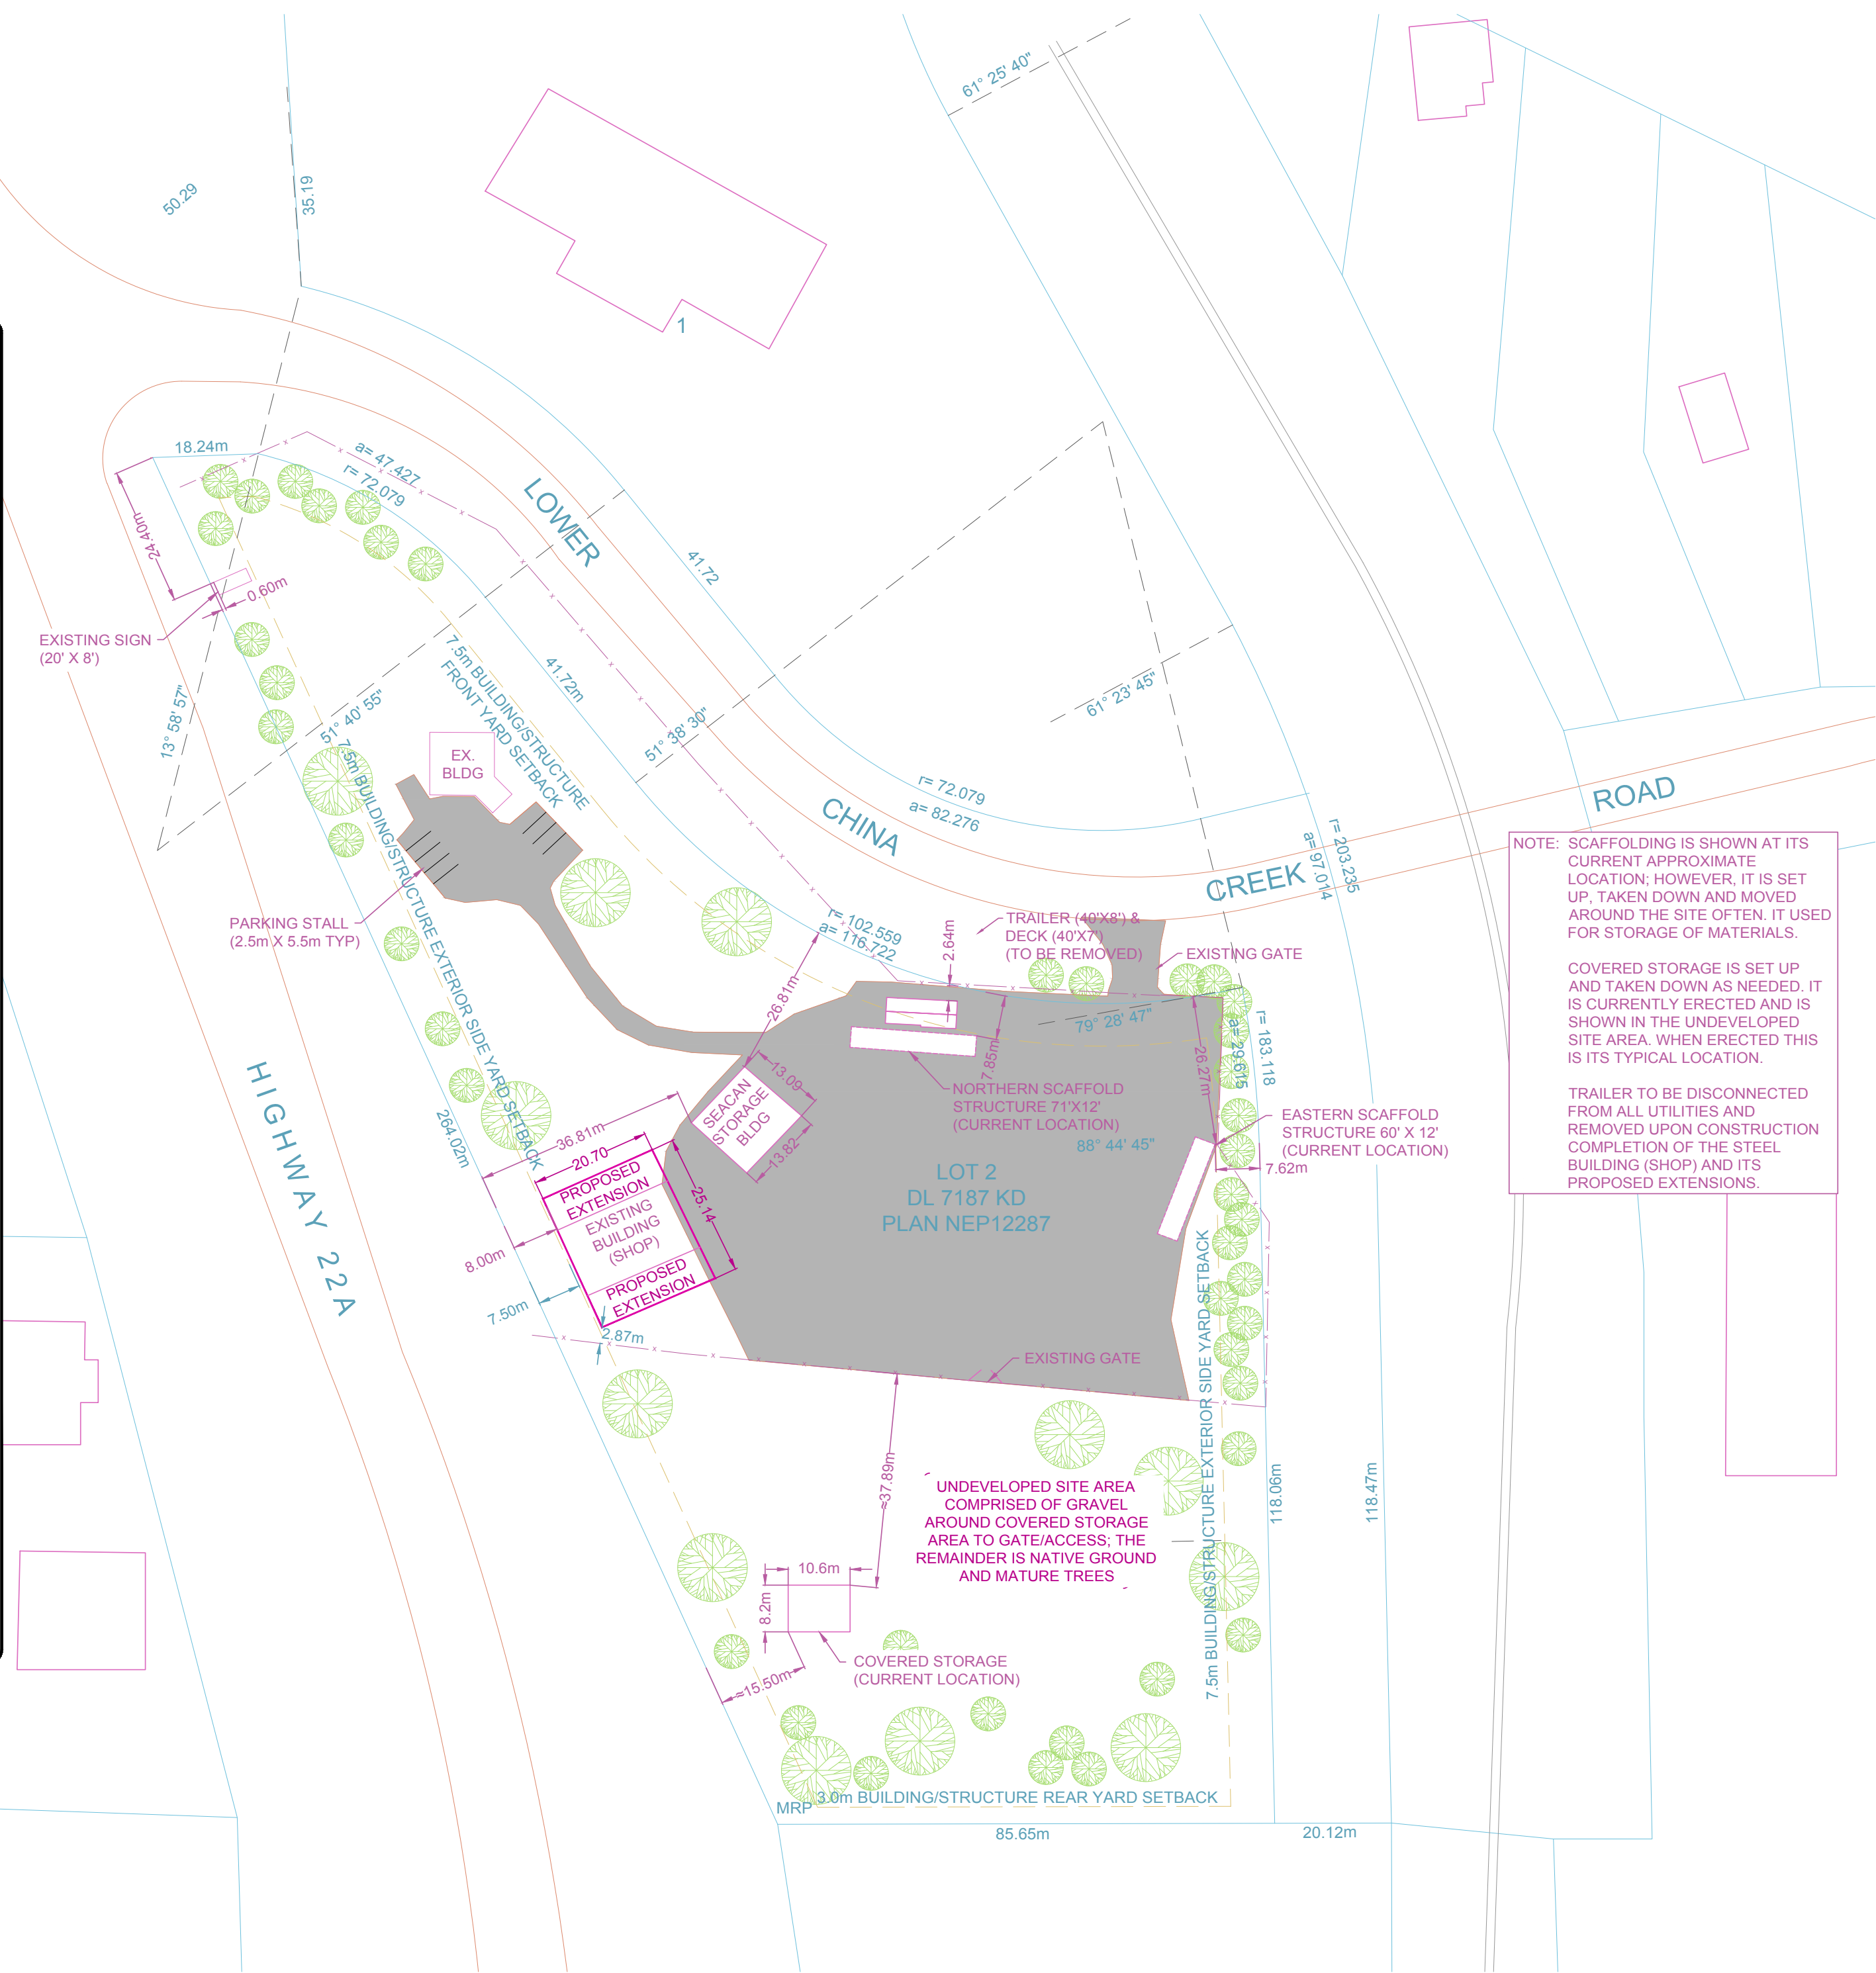 61° 25' 40"
50.29
35.19
1
18.24m
a= 47.427
r= 72.079
24.40m
0.60m
EXISTING SIGN
(20' X 8')
LOWER
41.72
41.72m
7.5m BUILDING/STRUCTURE
FRONT YARD SETBACK
13° 58' 57"
51° 40' 55"
51° 38' 30"
61° 23' 45"
EX.
BLDG
7.5m BUILDING/STRUCTURE EXTERIOR SIDE YARD SETBACK
r= 72.079
a= 82.276
CHINA
CREEK
ROAD
r= 203.235
a= 97.014
PARKING STALL
(2.5m X 5.5m TYP)
r= 102.559
a= 116.722
2.64m
TRAILER (40'X8') &
DECK (40'X7')
(TO BE REMOVED)
EXISTING GATE
26.81m
79° 28' 47"
7.85m
26.27m
a= 29.615
r= 183.118
NOTE: SCAFFOLDING IS SHOWN AT ITS
CURRENT APPROXIMATE
LOCATION; HOWEVER, IT IS SET
UP, TAKEN DOWN AND MOVED
AROUND THE SITE OFTEN. IT USED
FOR STORAGE OF MATERIALS.
COVERED STORAGE IS SET UP
AND TAKEN DOWN AS NEEDED. IT
IS CURRENTLY ERECTED AND IS
SHOWN IN THE UNDEVELOPED
SITE AREA. WHEN ERECTED THIS
IS ITS TYPICAL LOCATION.
TRAILER TO BE DISCONNECTED
FROM ALL UTILITIES AND
REMOVED UPON CONSTRUCTION
COMPLETION OF THE STEEL
BUILDING (SHOP) AND ITS
PROPOSED EXTENSIONS.
13.09
SEACAN
STORAGE
BLDG
13.82
NORTHERN SCAFFOLD
STRUCTURE 71'X12'
(CURRENT LOCATION)
EASTERN SCAFFOLD
STRUCTURE 60' X 12'
(CURRENT LOCATION)
88° 44' 45"
7.62m
HIGHWAY 22A
264.02m
36.81m
20.70
25.14
PROPOSED
EXTENSION
EXISTING
BUILDING
(SHOP)
PROPOSED
EXTENSION
LOT 2
DL 7187 KD
PLAN NEP12287
8.00m
7.50m
2.87m
EXISTING GATE
7.5m BUILDING/STRUCTURE EXTERIOR SIDE YARD SETBACK
≈37.89m
118.06m
118.47m
UNDEVELOPED SITE AREA
COMPRISED OF GRAVEL
AROUND COVERED STORAGE
AREA TO GATE/ACCESS; THE
REMAINDER IS NATIVE GROUND
AND MATURE TREES
10.6m
8.2m
COVERED STORAGE
(CURRENT LOCATION)
≈15.50m
MRP
3.0m BUILDING/STRUCTURE REAR YARD SETBACK
85.65m
20.12m